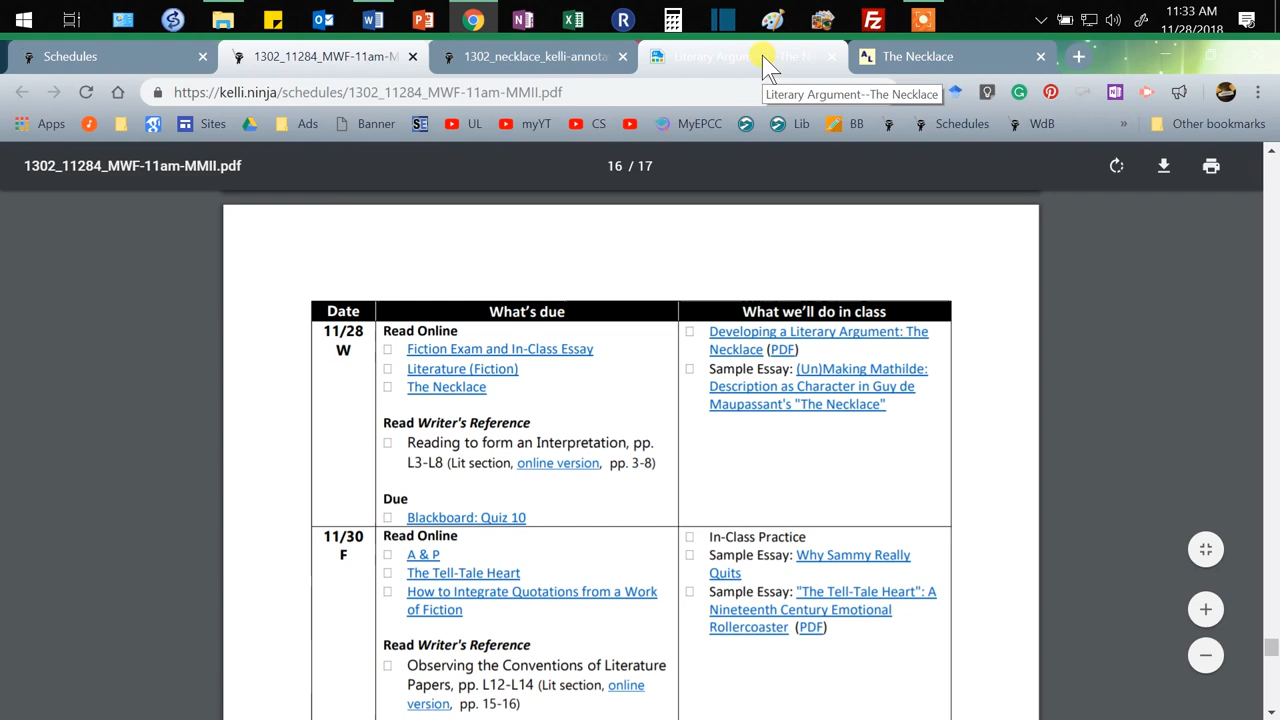 11:33 AM
11/28/2018
Schedules
1302_11284_MWF-11am-M
1302_necklace_kelli-annota
Literary Argum
The Necklace
https://kelli.ninja/schedules/1302_11284_MWF-11am-MMII.pdf
Literary Argument--The Necklace
Apps
Sites
Ads
Banner
UL
myYT
CS
MyEPCC
Lib
BB
Schedules
WdB
»
Other bookmarks
1302_11284_MWF-11am-MMII.pdf
16 / 17
Date What's due What we'll do in class
11/28
W
Read Online
Fiction Exam and In-Class Essay
Literature (Fiction)
The Necklace
Read Writer's Reference
Reading to form an Interpretation, pp.
L3-L8 (Lit section, online version, pp. 3-8)
Due
Blackboard: Quiz 10
Developing a Literary Argument: The
Necklace (PDF)
Sample Essay: (Un)Making Mathilde:
Description as Character in Guy de
Maupassant's "The Necklace"
11/30
F
Read Online
A & P
The Tell-Tale Heart
How to Integrate Quotations from a Work
of Fiction
Read Writer's Reference
Observing the Conventions of Literature
Papers, pp. L12-L14 (Lit section, online
version, pp. 15-16)
In-Class Practice
Sample Essay: Why Sammy Really
Quits
Sample Essay: "The Tell-Tale Heart": A
Nineteenth Century Emotional
Rollercoaster (PDF)